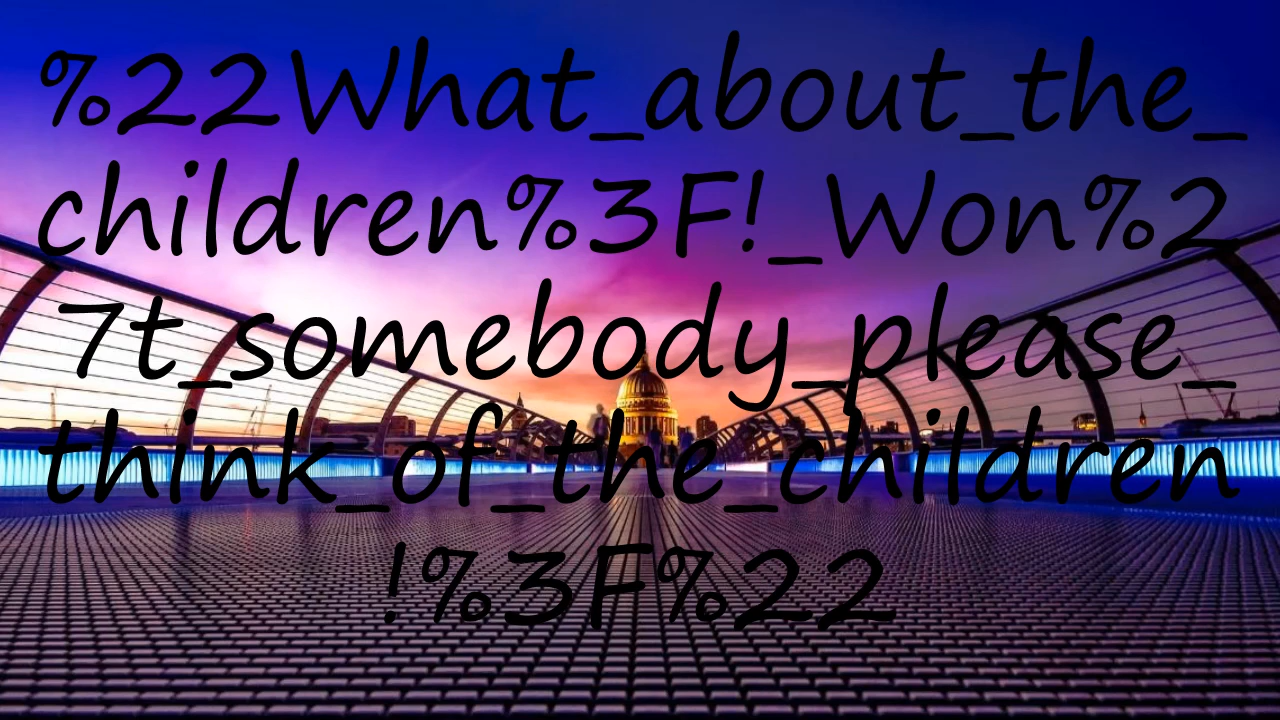 %22What_about_the_
children%3F!_Won%2
7t_somebody_please_
think_of_the_children
!%3F%22